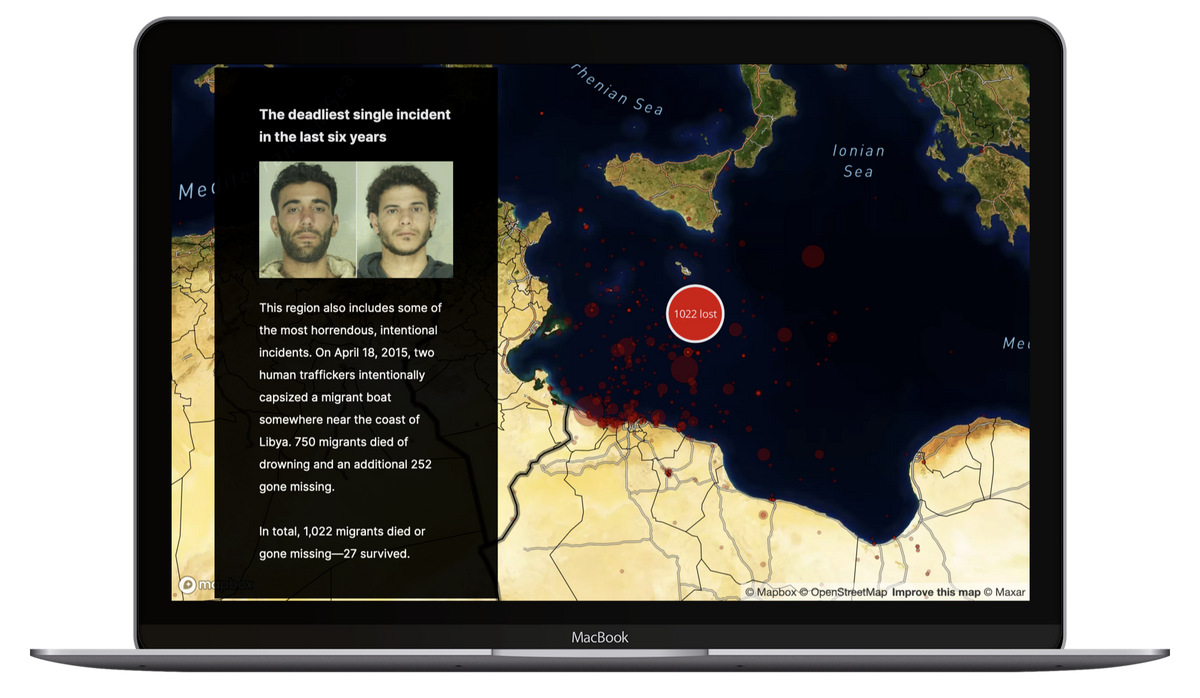 The deadliest single incident
in the last six years
This region also includes some of
the most horrendous, intentional
incidents. On April 18, 2015, two
human traffickers intentionally
capsized a migrant boat
somewhere near the coast of
Libya. 750 migrants died of
drowning and an additional 252
gone missing.
In total, 1,022 migrants died or
gone missing—27 survived.
rhenian Sea
Ionian
Sea
1022 lost
mapbox
© Mapbox © OpenStreetMap Improve this map © Maxar
MacBook